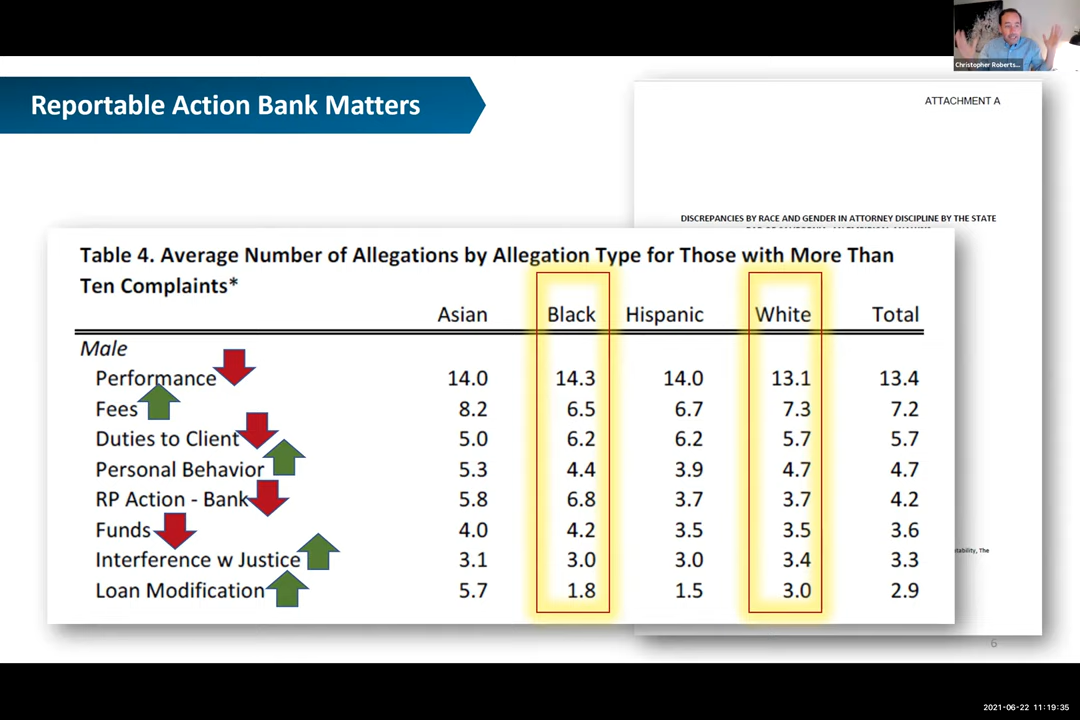 Christopher Roberts...
Reportable Action Bank Matters
ATTACHMENT A
DISCREPANCIES BY RACE AND GENDER IN ATTORNEY DISCIPLINE BY THE STATE
Table 4. Average Number of Allegations by Allegation Type for Those with More Than
Ten Complaints*
Asian Black Hispanic White Total
Male
Performance 14.0 14.3 14.0 13.1 13.4
Fees 8.2 6.5 6.7 7.3 7.2
Duties to Client 5.0 6.2 6.2 5.7 5.7
Personal Behavior 5.3 4.4 3.9 4.7 4.7
RP Action - Bank 5.8 6.8 3.7 3.7 4.2
Funds 4.0 4.2 3.5 3.5 3.6
Interference w Justice 3.1 3.0 3.0 3.4 3.3
Loan Modification 5.7 1.8 1.5 3.0 2.9
tability, The
6
2021-06-22 11:19:35